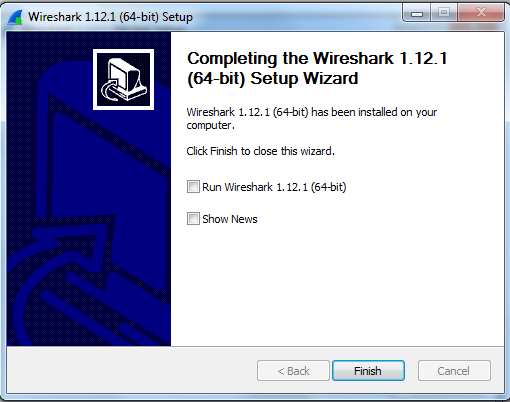 Wireshark 1.12.1 (64-bit) Setup
Completing the Wireshark 1.12.1
(64-bit) Setup Wizard
Wireshark 1.12.1 (64-bit) has been installed on your
computer.
Click Finish to close this wizard.
Run Wireshark 1.12.1 (64-bit)
Show News
< Back
Finish
Cancel